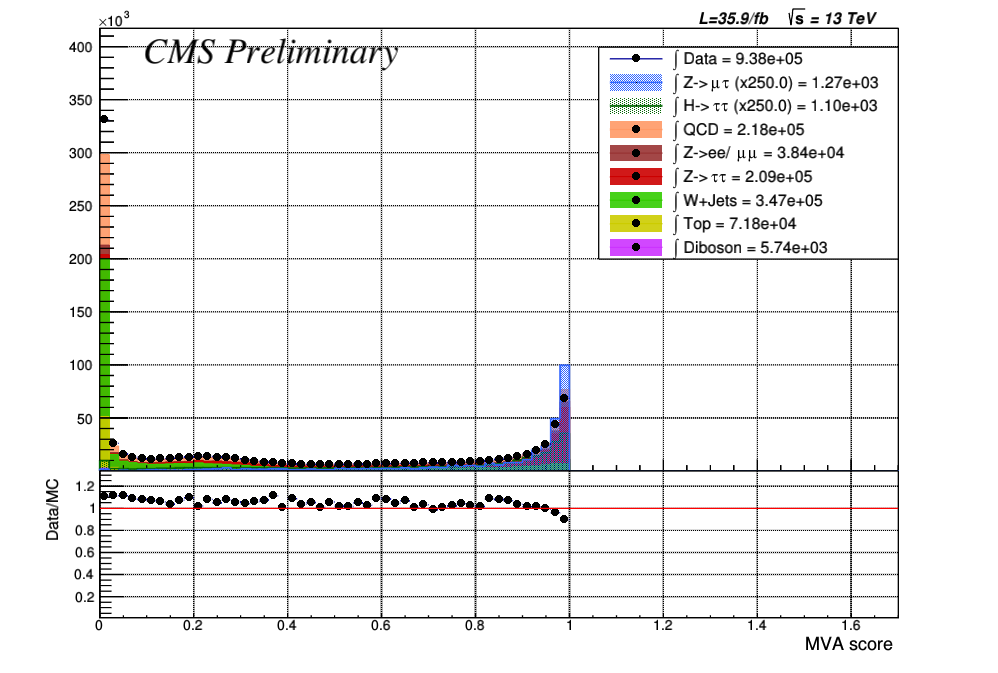 ×10³
L=35.9/fb √s = 13 TeV
CMS Preliminary
400
350
300
250
200
150
100
50
∫ Data = 9.38e+05
∫ Z->μτ (x250.0) = 1.27e+03
∫ H->ττ (x250.0) = 1.10e+03
∫ QCD = 2.18e+05
∫ Z->ee/ μμ = 3.84e+04
∫ Z->ττ = 2.09e+05
∫ W+Jets = 3.47e+05
∫ Top = 7.18e+04
∫ Diboson = 5.74e+03
Data/MC
1.2
1
0.8
0.6
0.4
0.2
0 0.2 0.4 0.6 0.8 1 1.2 1.4 1.6
MVA score